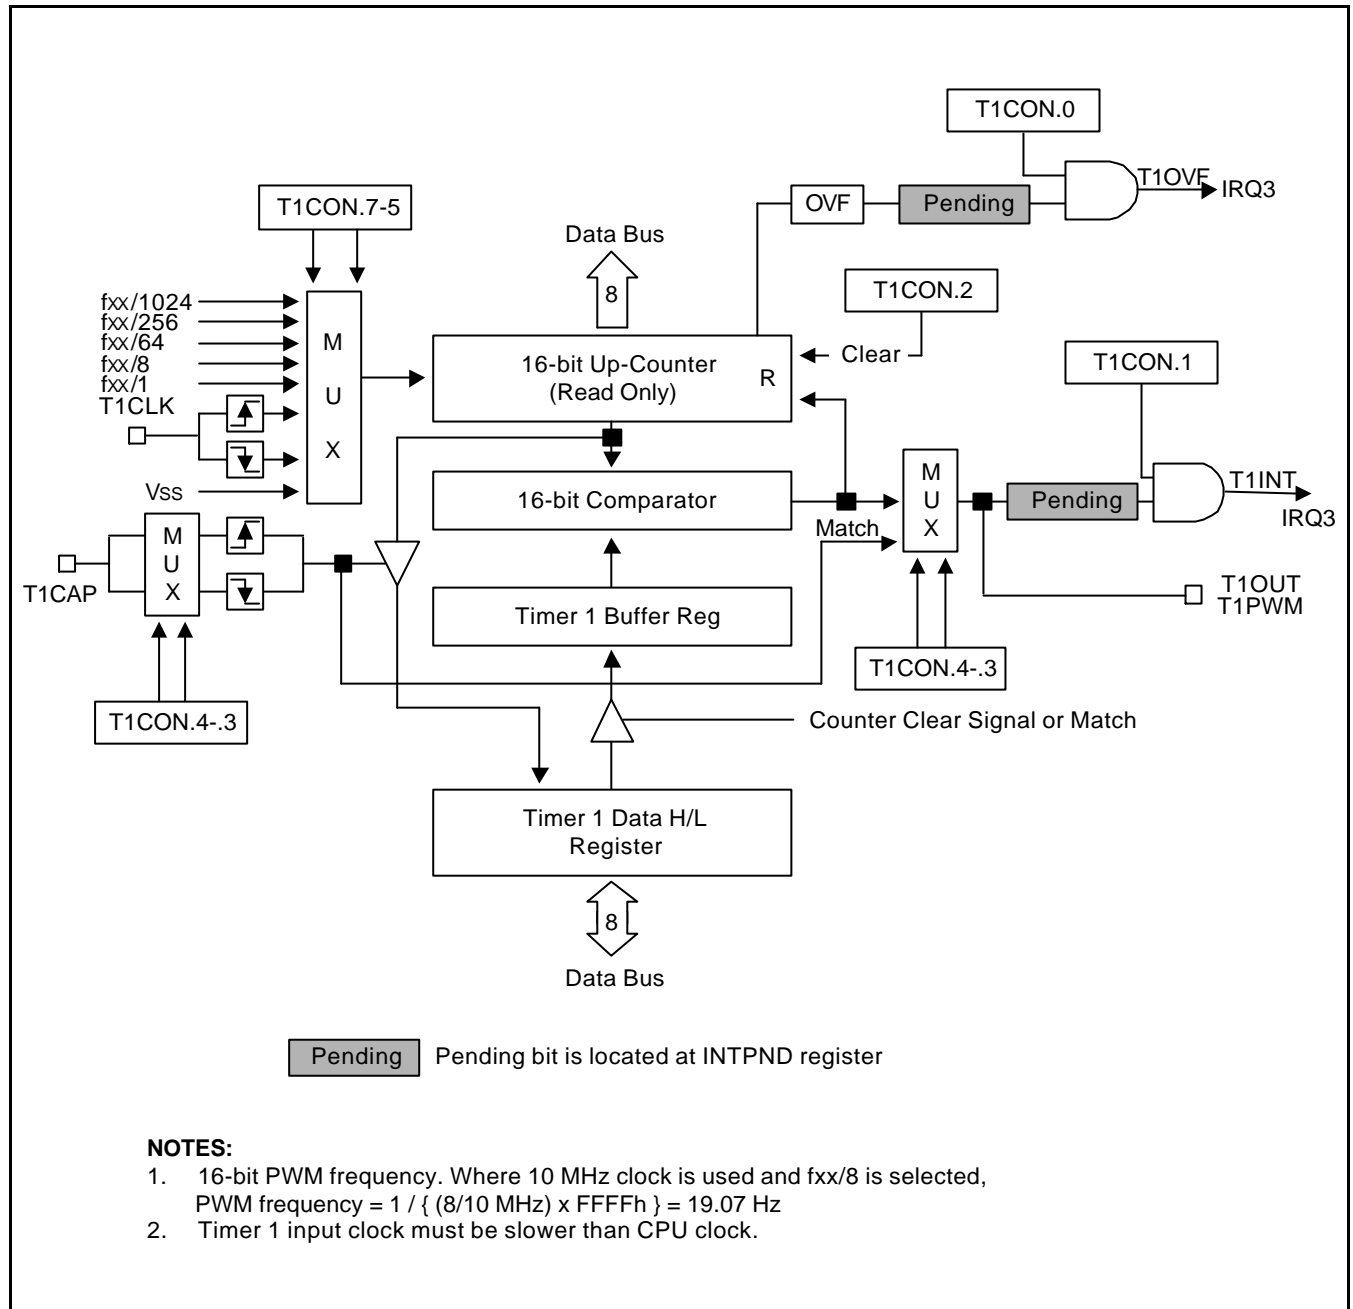 T1CON.0
T1OVF
IRQ3
OVF
Pending
T1CON.7-5
Data Bus
8
T1CON.2
fxx/1024
fxx/256
fxx/64
fxx/8
fxx/1
T1CLK
VSS
M
U
X
16-bit Up-Counter
(Read Only)
R
Clear
T1CON.1
16-bit Comparator
Match
M
U
X
Pending
T1INT
IRQ3
T1CAP
M
U
X
Timer 1 Buffer Reg
T1OUT
T1PWM
T1CON.4-.3
T1CON.4-.3
Counter Clear Signal or Match
Timer 1 Data H/L
Register
8
Data Bus
Pending
Pending bit is located at INTPND register
NOTES:
1. 16-bit PWM frequency. Where 10 MHz clock is used and fxx/8 is selected,
PWM frequency = 1 / { (8/10 MHz) x FFFFh } = 19.07 Hz
2. Timer 1 input clock must be slower than CPU clock.